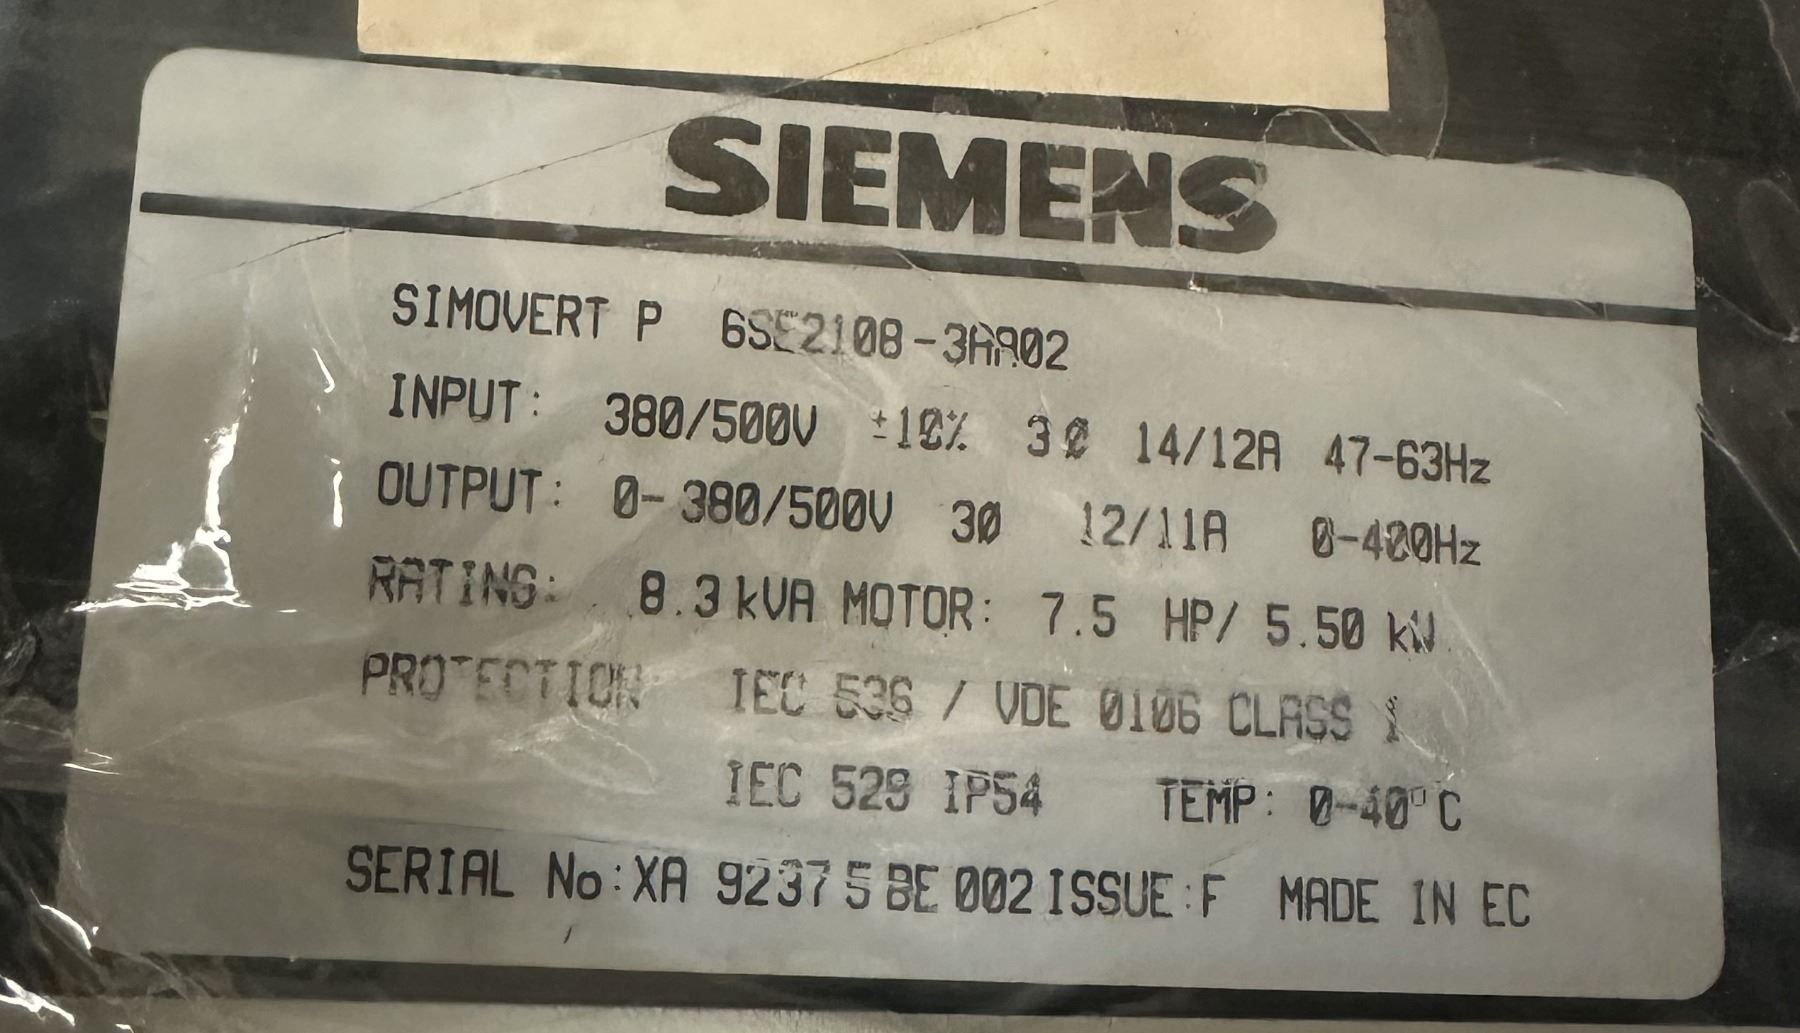 SIEMENS
SIMOVERT P 6SE2108-3AA02
INPUT: 380/500V ±10% 3Ø 14/12A 47-63Hz
OUTPUT: 0-380/500V 3Ø 12/11A 0-400Hz
RATING: 8.3 kVA MOTOR: 7.5 HP/ 5.50 kW
PROTECTION IEC 536 / VDE 0106 CLASS 1
IEC 529 IP54 TEMP: 0-40°C
SERIAL No:XA 9237 5 BE 002 ISSUE:F MADE IN EC